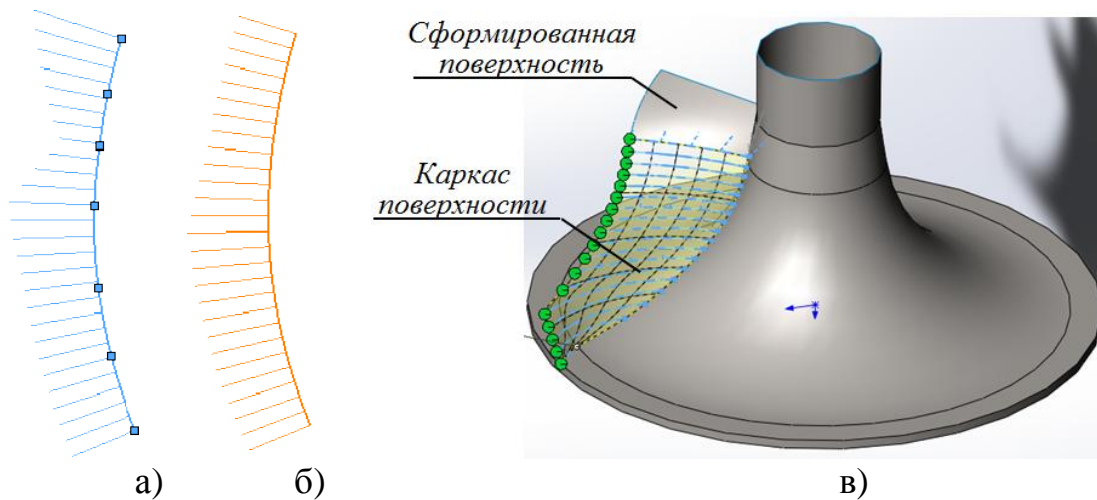 Сформированная
поверхность
Каркас
поверхности
а)
б)
в)